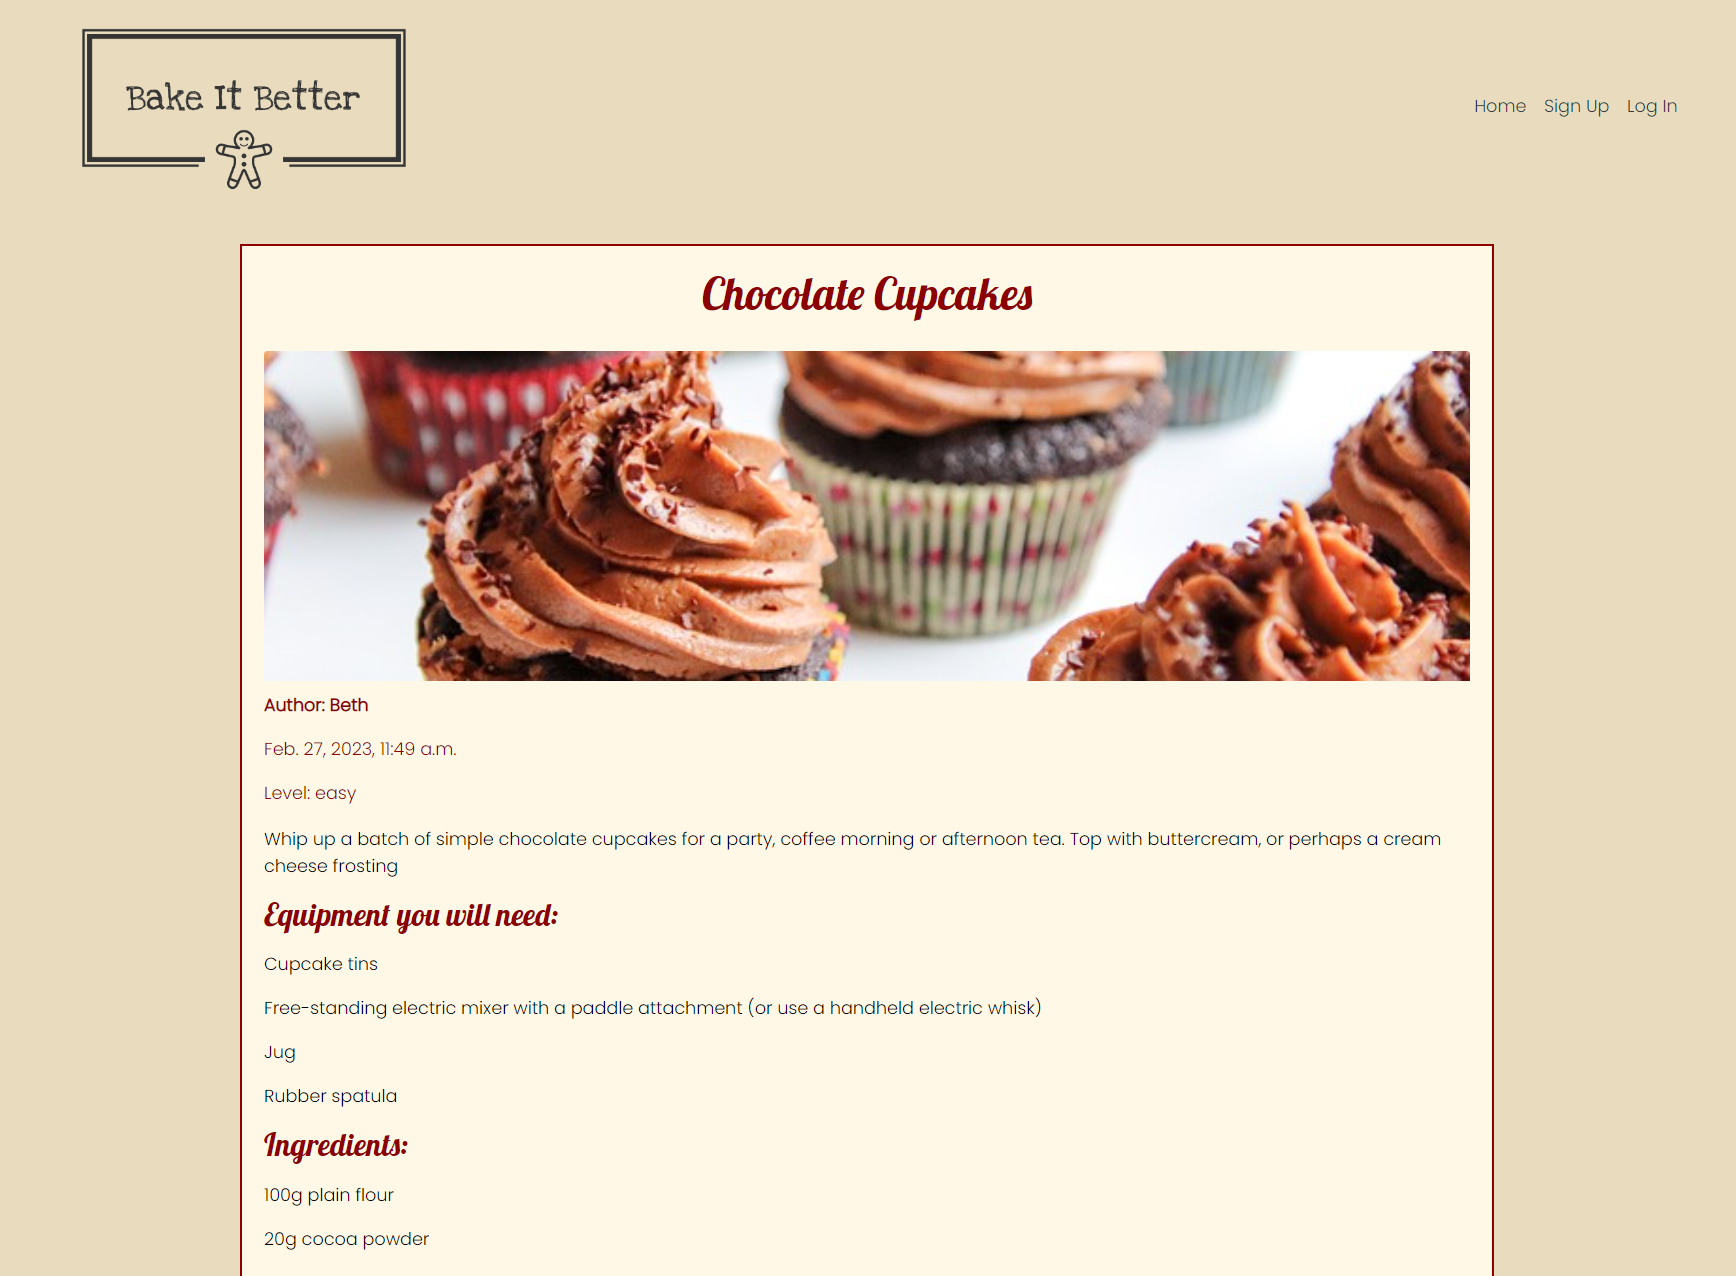 Bake It Better
Home Sign Up Log In
Chocolate Cupcakes
Author: Beth
Feb. 27, 2023, 11:49 a.m.
Level: easy
Whip up a batch of simple chocolate cupcakes for a party, coffee morning or afternoon tea. Top with buttercream, or perhaps a cream
cheese frosting
Equipment you will need:
Cupcake tins
Free-standing electric mixer with a paddle attachment (or use a handheld electric whisk)
Jug
Rubber spatula
Ingredients:
100g plain flour
20g cocoa powder